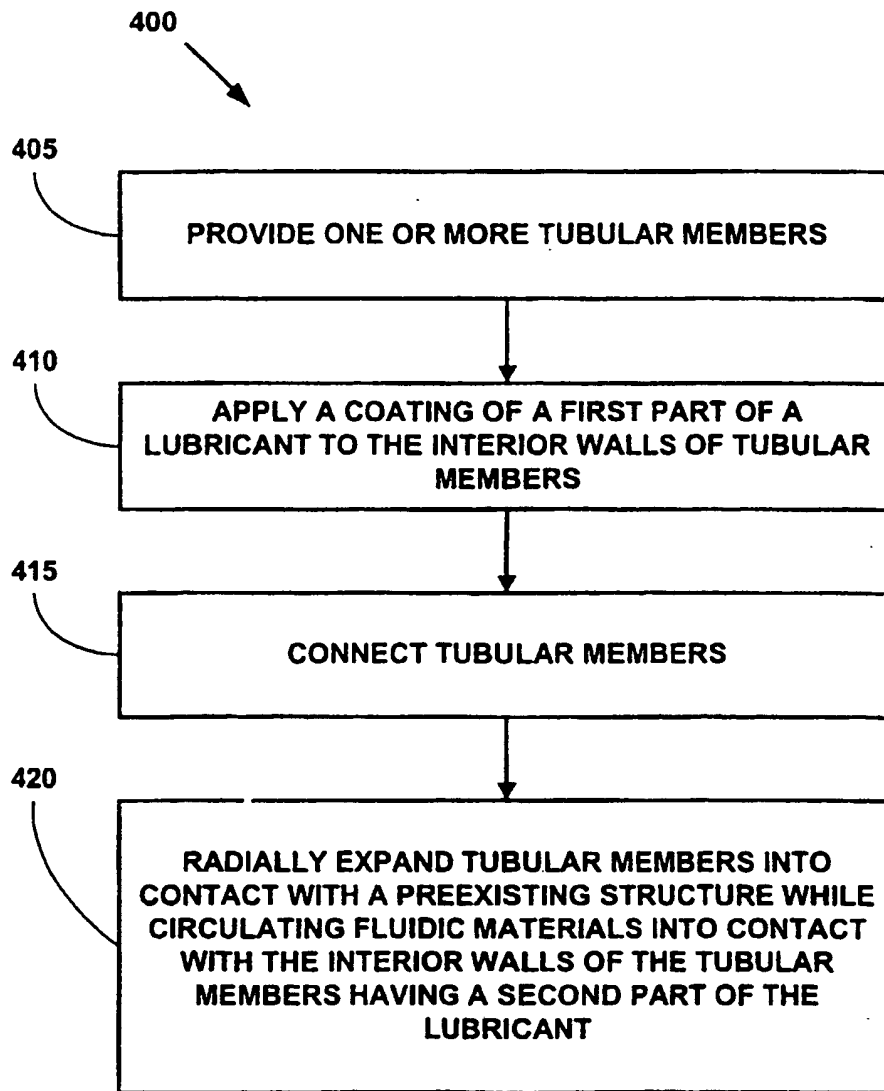 400
405
PROVIDE ONE OR MORE TUBULAR MEMBERS
410
APPLY A COATING OF A FIRST PART OF A
LUBRICANT TO THE INTERIOR WALLS OF TUBULAR
MEMBERS
415
CONNECT TUBULAR MEMBERS
420
RADIALLY EXPAND TUBULAR MEMBERS INTO
CONTACT WITH A PREEXISTING STRUCTURE WHILE
CIRCULATING FLUIDIC MATERIALS INTO CONTACT
WITH THE INTERIOR WALLS OF THE TUBULAR
MEMBERS HAVING A SECOND PART OF THE
LUBRICANT